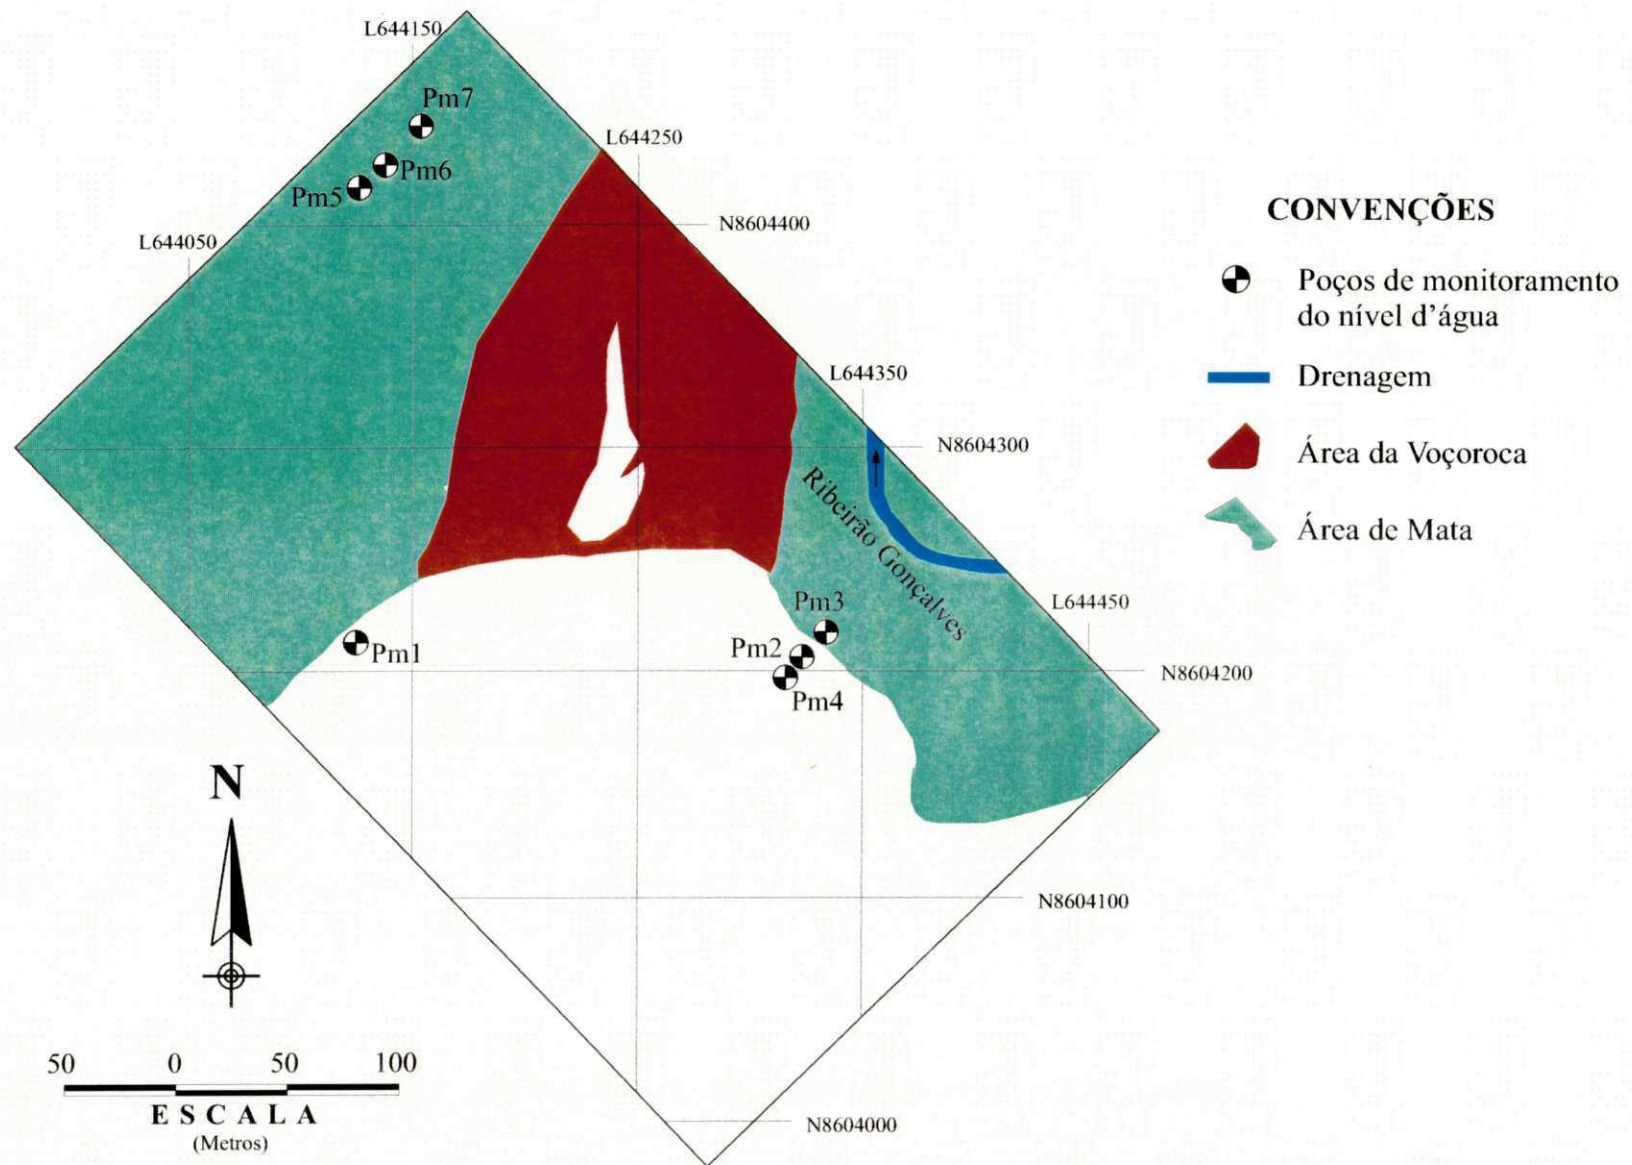 L644150
Pm7
L644250
Pm6
Pm5
N8604400
L644050
CONVENÇÕES
Poços de monitoramento
do nível d'água
L644350
Drenagem
N8604300
Área da Voçoroca
Ribeirão Gonçalves
Área de Mata
L644450
Pm3
Pm2
Pm1
N8604200
Pm4
N
N8604100
50 0 50 100
ESCALA
(Metros)
N8604000